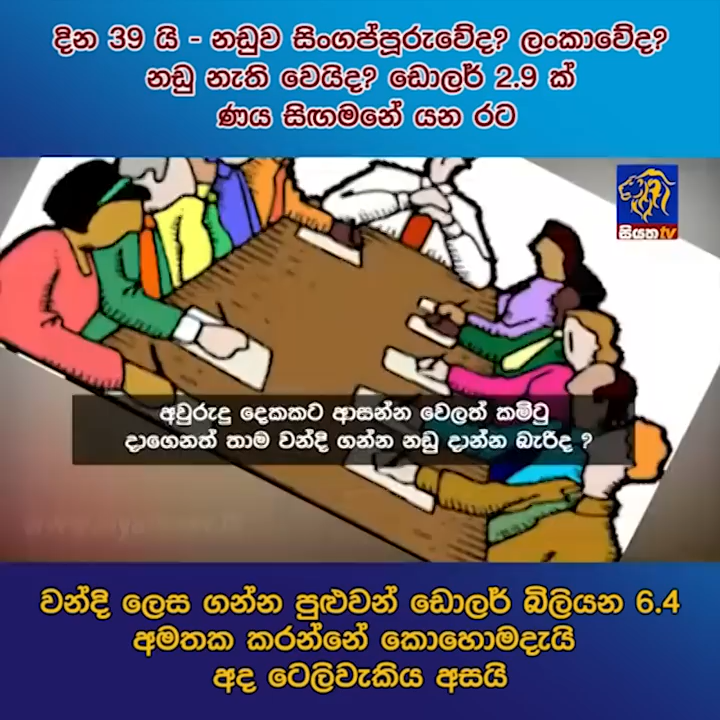 දින 39 යි - නඩුව සිංගප්පූරුවේද? ලංකාවේද?
නඩු නැති වෙයිද? ඩොලර් 2.9 ක්
ණය සිඟමනේ යන රට
සියත tv
අවුරුදු දෙකකට ආසන්න වෙලත් කමිටු
දාගෙනත් තාම වන්දි ගන්න නඩු දාන්න බැරිද ?
වන්දි ලෙස ගන්න පුළුවන් ඩොලර් බිලියන 6.4
අමතක කරන්නේ කොහොමදැයි
අද ටෙලිවැකිය අසයි